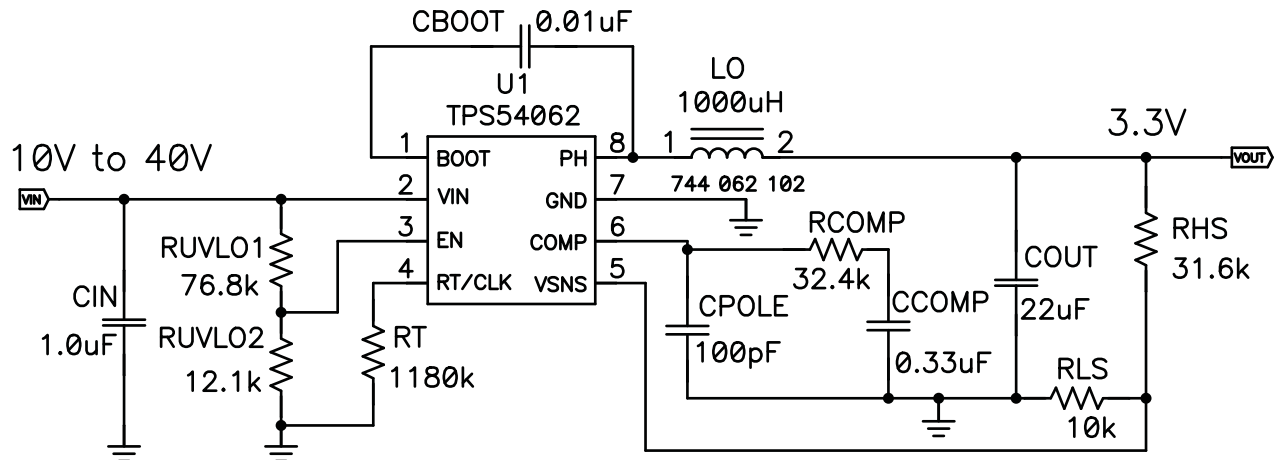 CBOOT 0.01uF
U1
TPS54062
LO
1000uH
3.3V
10V to 40V
1 BOOT PH 8
1 2
VOUT
744 062 102
VIN
2 VIN GND 7
3 EN COMP 6
4 RT/CLK VSNS 5
RUVLO1
76.8k
RCOMP
32.4k
RHS
31.6k
COUT
22uF
CIN
1.0uF
CPOLE
100pF
CCOMP
0.33uF
RUVLO2
12.1k
RT
1180k
RLS
10k